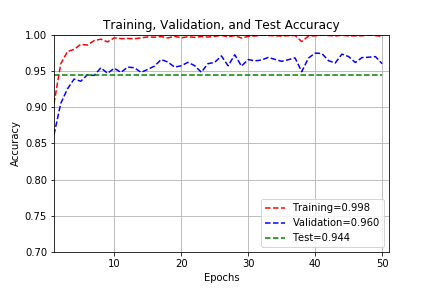 Training, Validation, and Test Accuracy
1.00
0.95
0.90
0.85
0.80
0.75
0.70
Accuracy
Training=0.998
Validation=0.960
Test=0.944
10 20 30 40 50
Epochs